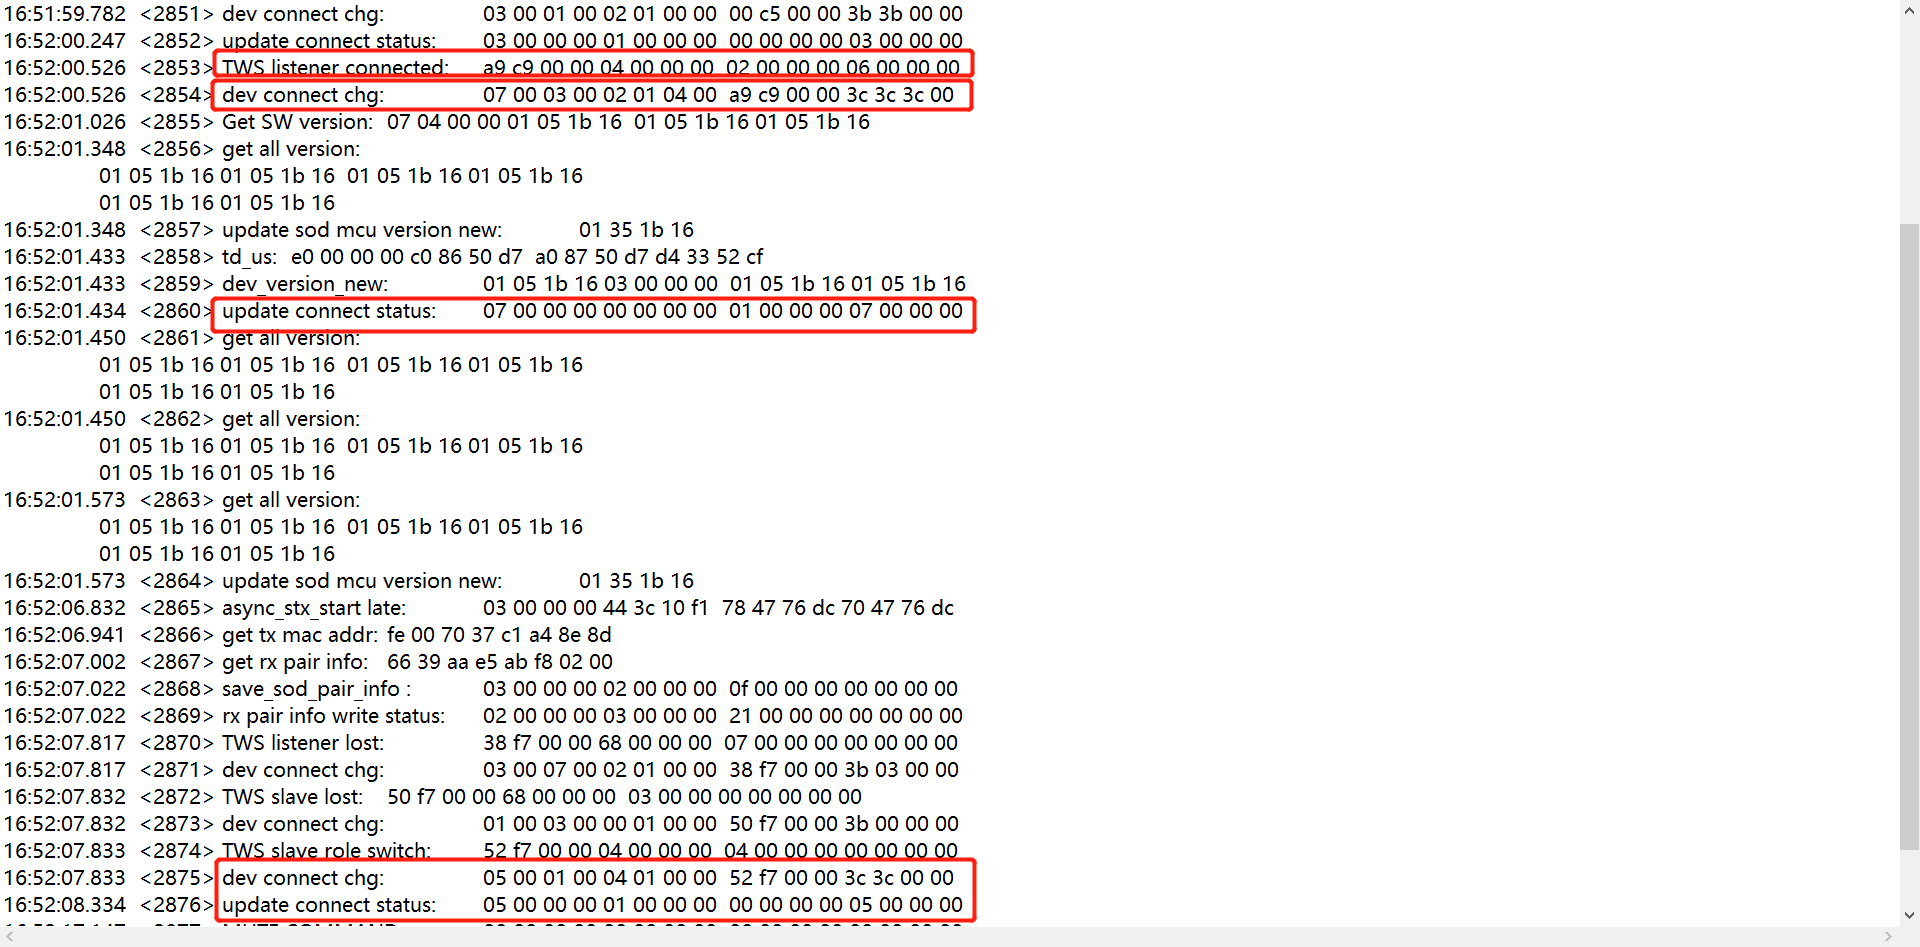 16:51:59.782 <2851> dev connect chg: 03 00 01 00 02 01 00 00 00 c5 00 00 3b 3b 00 00
16:52:00.247 <2852> update connect status: 03 00 00 00 01 00 00 00 00 00 00 00 03 00 00 00
16:52:00.526 <2853> TWS listener connected: a9 c9 00 00 04 00 00 00 02 00 00 00 06 00 00 00
16:52:00.526 <2854> dev connect chg: 07 00 03 00 02 01 04 00 a9 c9 00 00 3c 3c 3c 00
16:52:01.026 <2855> Get SW version: 07 04 00 00 01 05 1b 16 01 05 1b 16 01 05 1b 16
16:52:01.348 <2856> get all version:
01 05 1b 16 01 05 1b 16 01 05 1b 16 01 05 1b 16
01 05 1b 16 01 05 1b 16
16:52:01.348 <2857> update sod mcu version new: 01 35 1b 16
16:52:01.433 <2858> td_us: e0 00 00 00 c0 86 50 d7 a0 87 50 d7 d4 33 52 cf
16:52:01.433 <2859> dev_version_new: 01 05 1b 16 03 00 00 00 01 05 1b 16 01 05 1b 16
16:52:01.434 <2860> update connect status: 07 00 00 00 00 00 00 00 01 00 00 00 07 00 00 00
16:52:01.450 <2861> get all version:
01 05 1b 16 01 05 1b 16 01 05 1b 16 01 05 1b 16
01 05 1b 16 01 05 1b 16
16:52:01.450 <2862> get all version:
01 05 1b 16 01 05 1b 16 01 05 1b 16 01 05 1b 16
01 05 1b 16 01 05 1b 16
16:52:01.573 <2863> get all version:
01 05 1b 16 01 05 1b 16 01 05 1b 16 01 05 1b 16
01 05 1b 16 01 05 1b 16
16:52:01.573 <2864> update sod mcu version new: 01 35 1b 16
16:52:06.832 <2865> async_stx_start late: 03 00 00 00 44 3c 10 f1 78 47 76 dc 70 47 76 dc
16:52:06.941 <2866> get tx mac addr: fe 00 70 37 c1 a4 8e 8d
16:52:07.002 <2867> get rx pair info: 66 39 aa e5 ab f8 02 00
16:52:07.022 <2868> save_sod_pair_info : 03 00 00 00 02 00 00 00 0f 00 00 00 00 00 00 00
16:52:07.022 <2869> rx pair info write status: 02 00 00 00 03 00 00 00 21 00 00 00 00 00 00 00
16:52:07.817 <2870> TWS listener lost: 38 f7 00 00 68 00 00 00 07 00 00 00 00 00 00 00
16:52:07.817 <2871> dev connect chg: 03 00 07 00 02 01 00 00 38 f7 00 00 3b 03 00 00
16:52:07.832 <2872> TWS slave lost: 50 f7 00 00 68 00 00 00 03 00 00 00 00 00 00 00
16:52:07.832 <2873> dev connect chg: 01 00 03 00 00 01 00 00 50 f7 00 00 3b 00 00 00
16:52:07.833 <2874> TWS slave role switch: 52 f7 00 00 04 00 00 00 04 00 00 00 00 00 00 00
16:52:07.833 <2875> dev connect chg: 05 00 01 00 04 01 00 00 52 f7 00 00 3c 3c 00 00
16:52:08.334 <2876> update connect status: 05 00 00 00 01 00 00 00 00 00 00 00 05 00 00 00